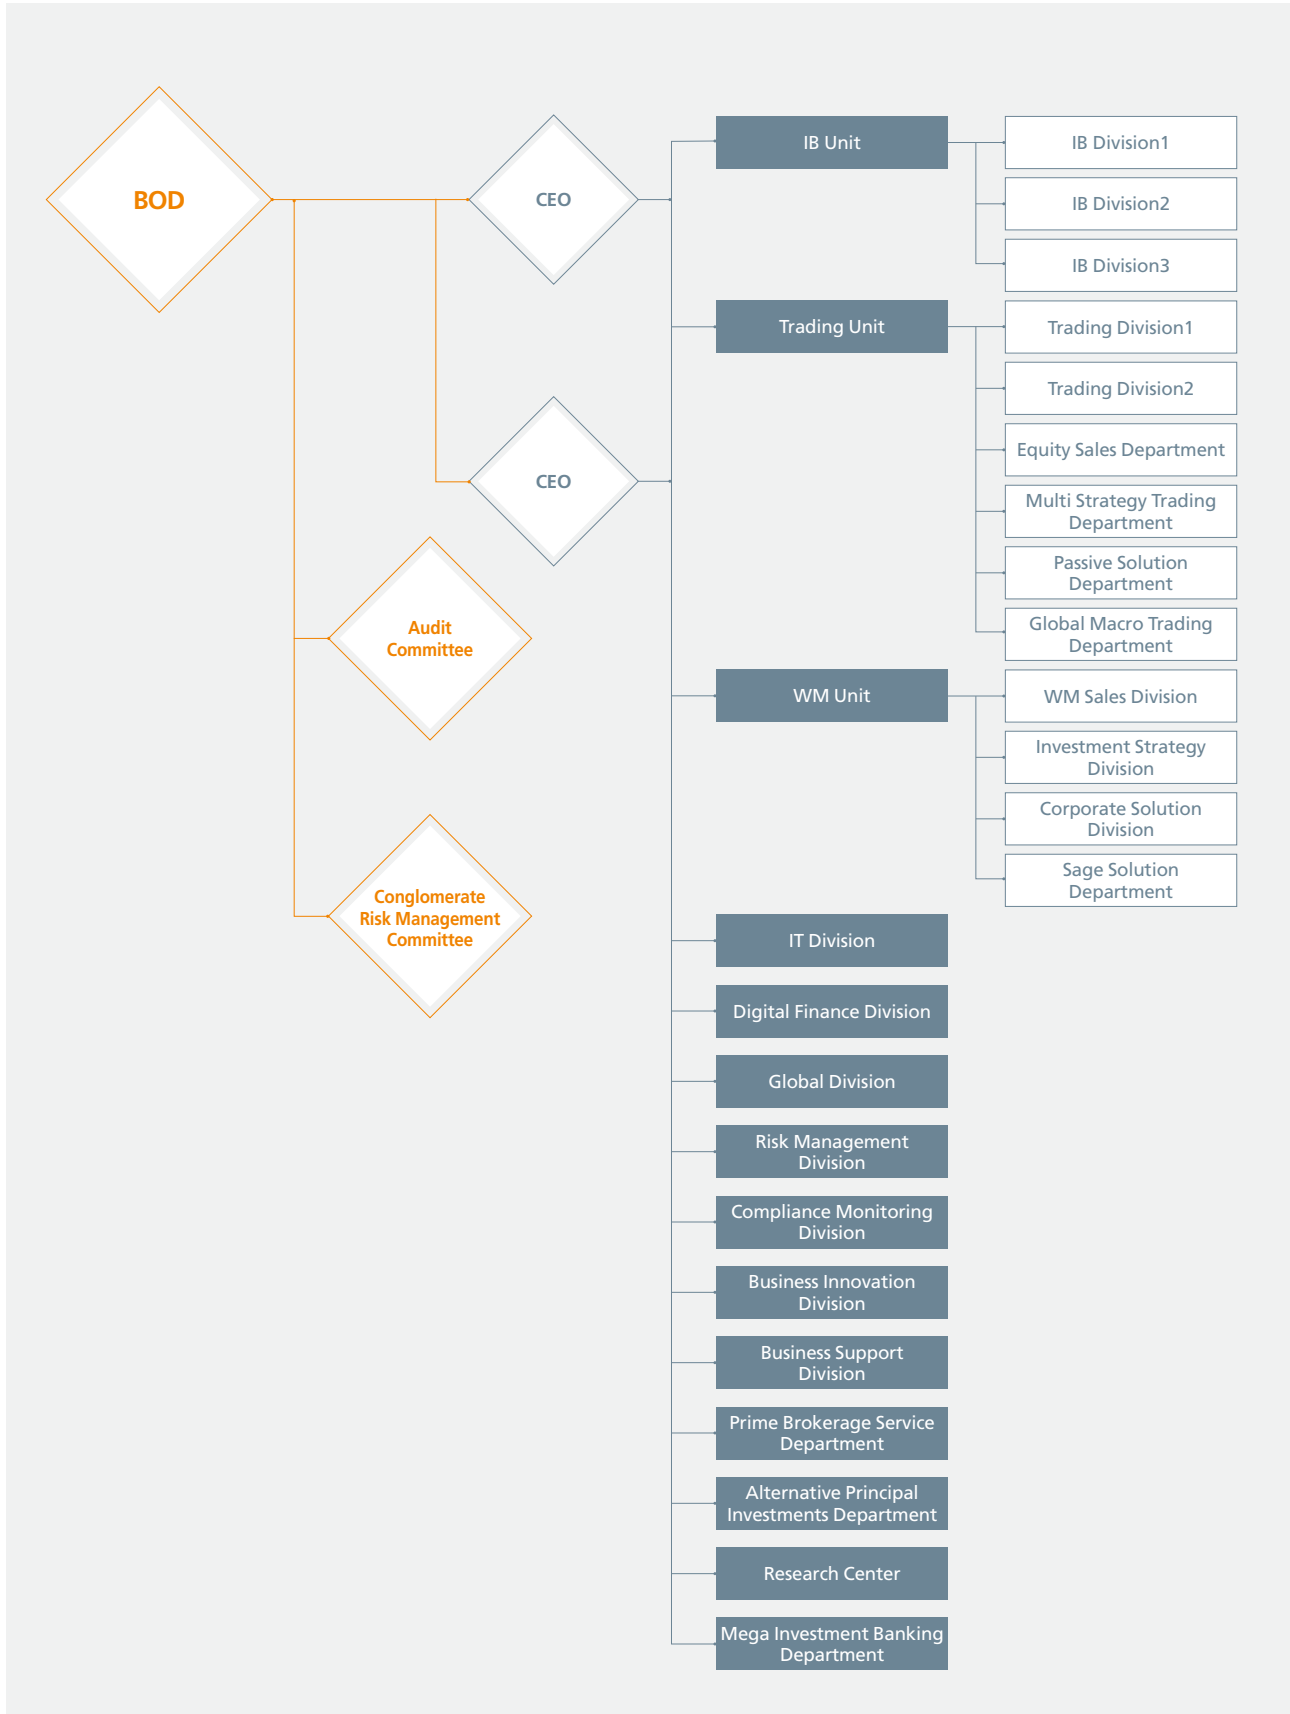 BOD
CEO
CEO
Audit
Committee
Conglomerate
Risk Management
Committee
IB Unit
IB Division1
IB Division2
IB Division3
Trading Unit
Trading Division1
Trading Division2
Equity Sales Department
Multi Strategy Trading
Department
Passive Solution
Department
Global Macro Trading
Department
WM Unit
WM Sales Division
Investment Strategy
Division
Corporate Solution
Division
Sage Solution
Department
IT Division
Digital Finance Division
Global Division
Risk Management
Division
Compliance Monitoring
Division
Business Innovation
Division
Business Support
Division
Prime Brokerage Service
Department
Alternative Principal
Investments Department
Research Center
Mega Investment Banking
Department